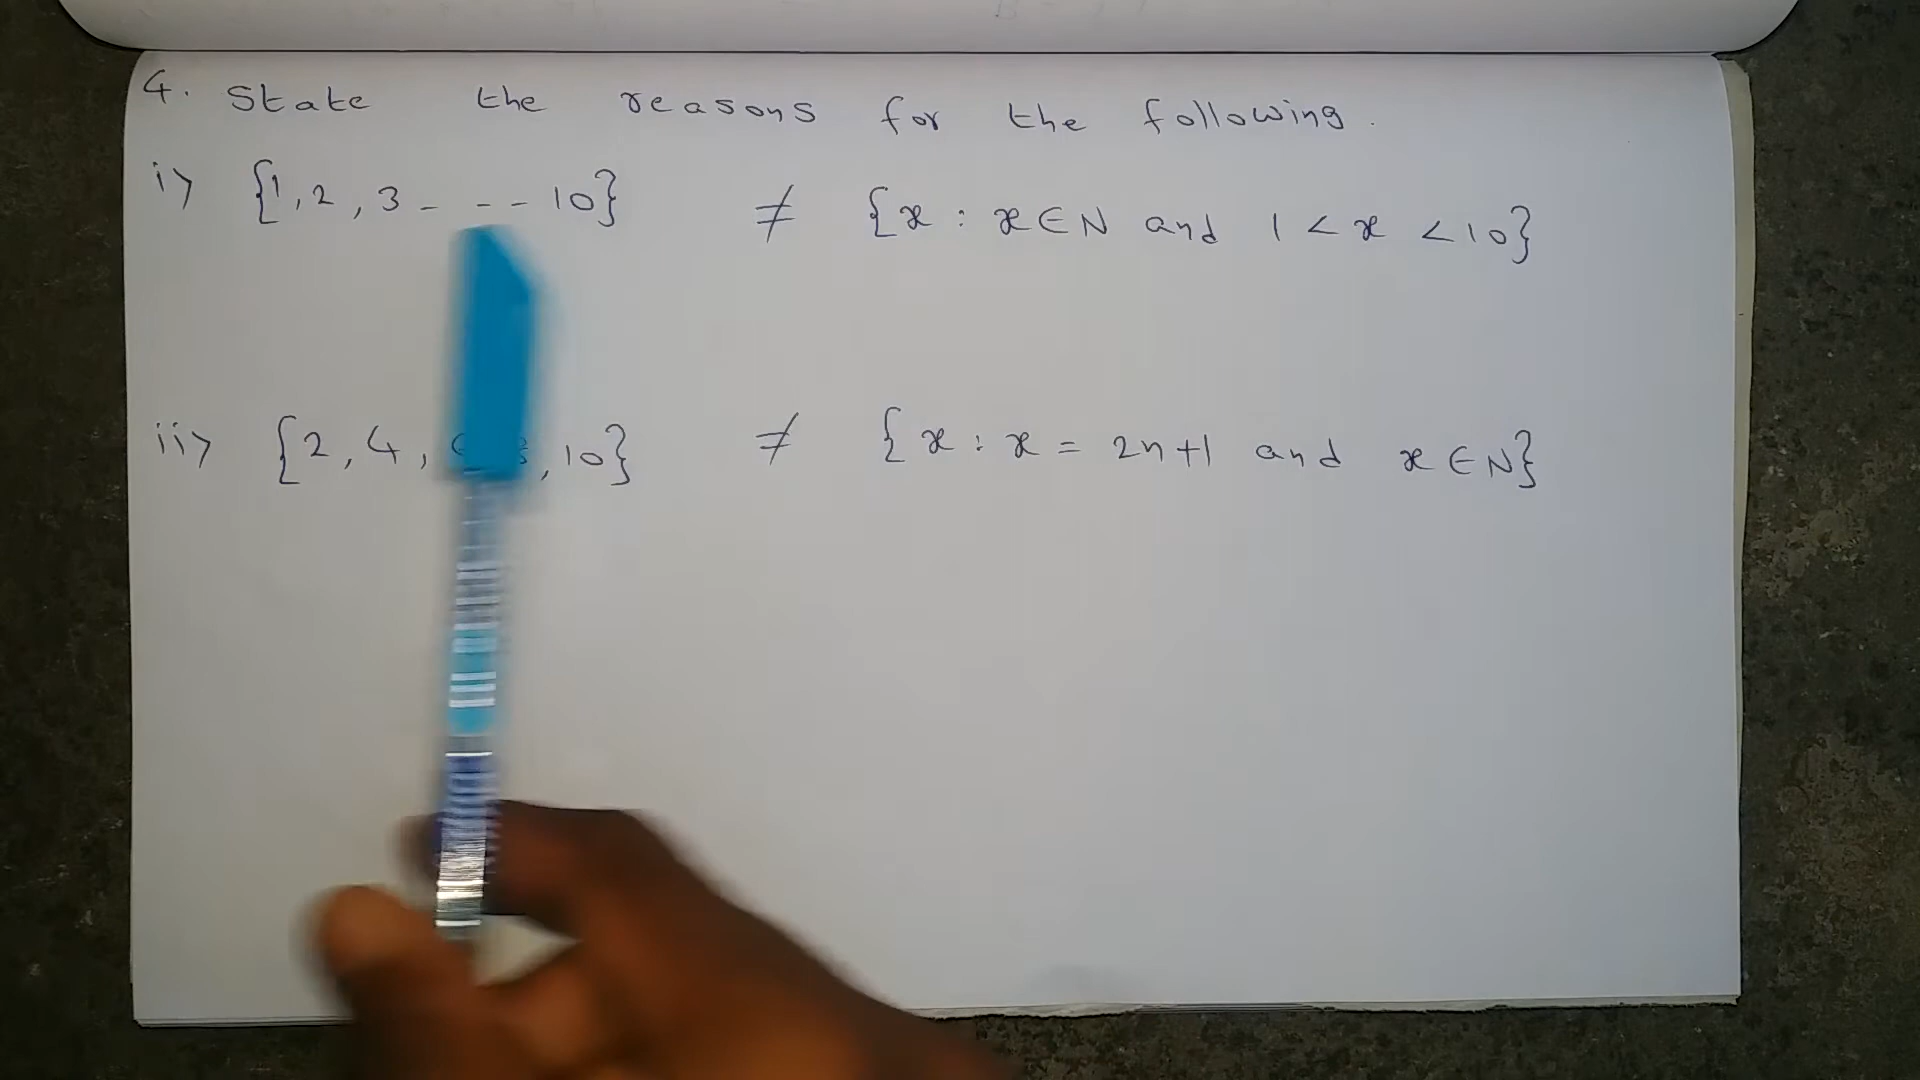 4. State the reasons for the following.
i) {1, 2, 3 - - - 10} ≠ {x : x ∈ N and 1 < x < 10}
ii) {2, 4, , 10} ≠ {x : x = 2n+1 and x ∈ N}